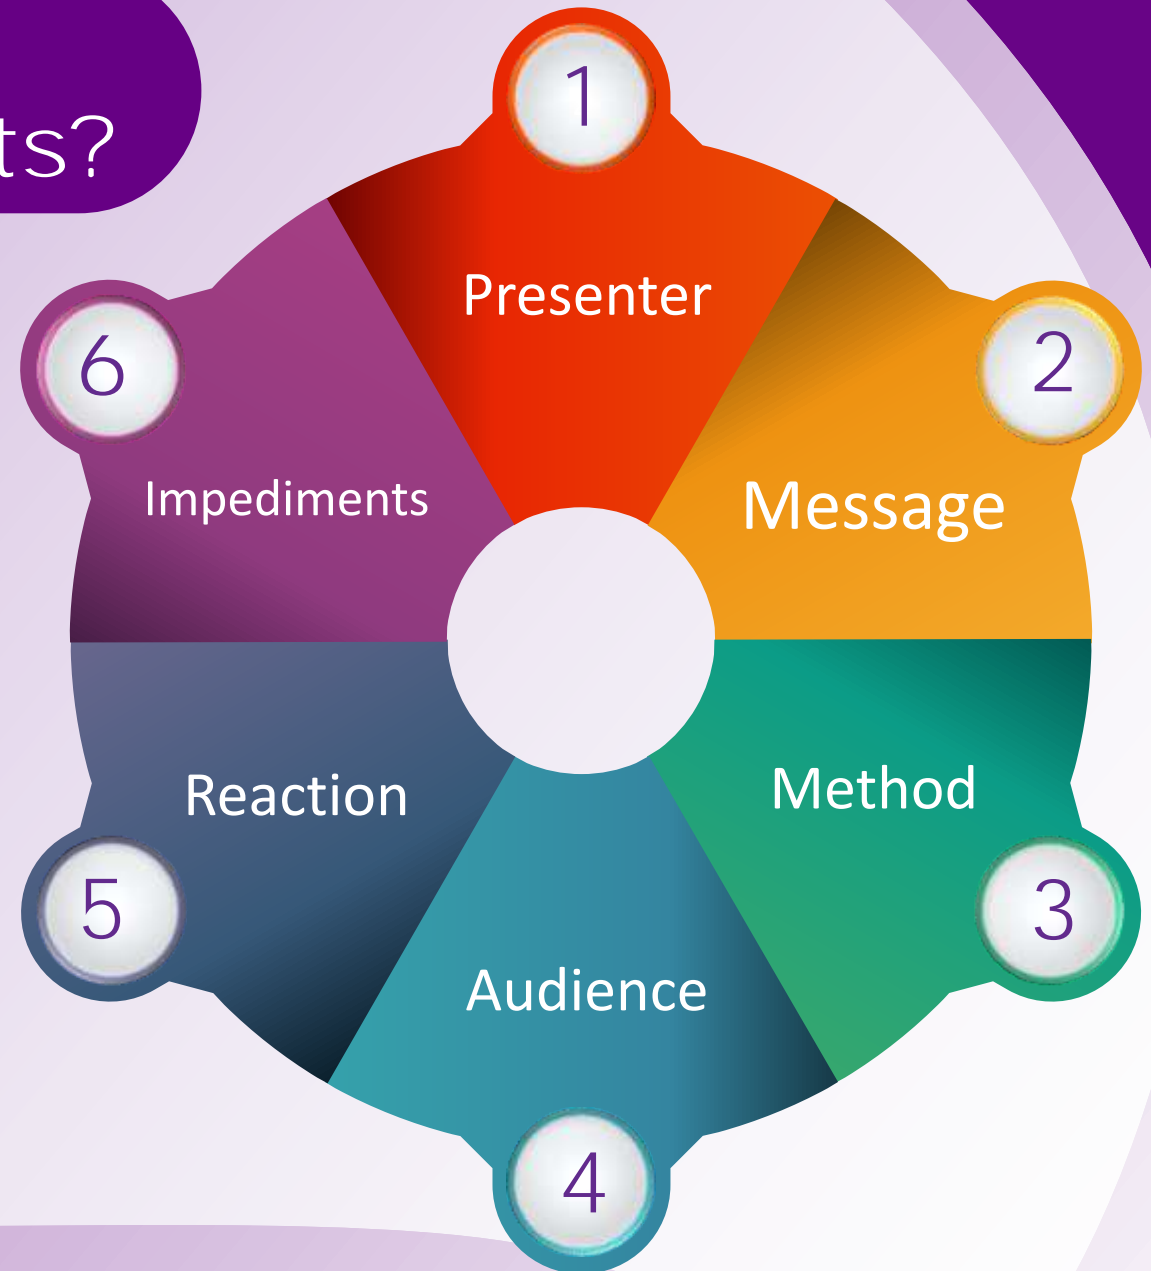 ts?
1
Presenter
2
Message
3
Method
4
Audience
5
Reaction
6
Impediments